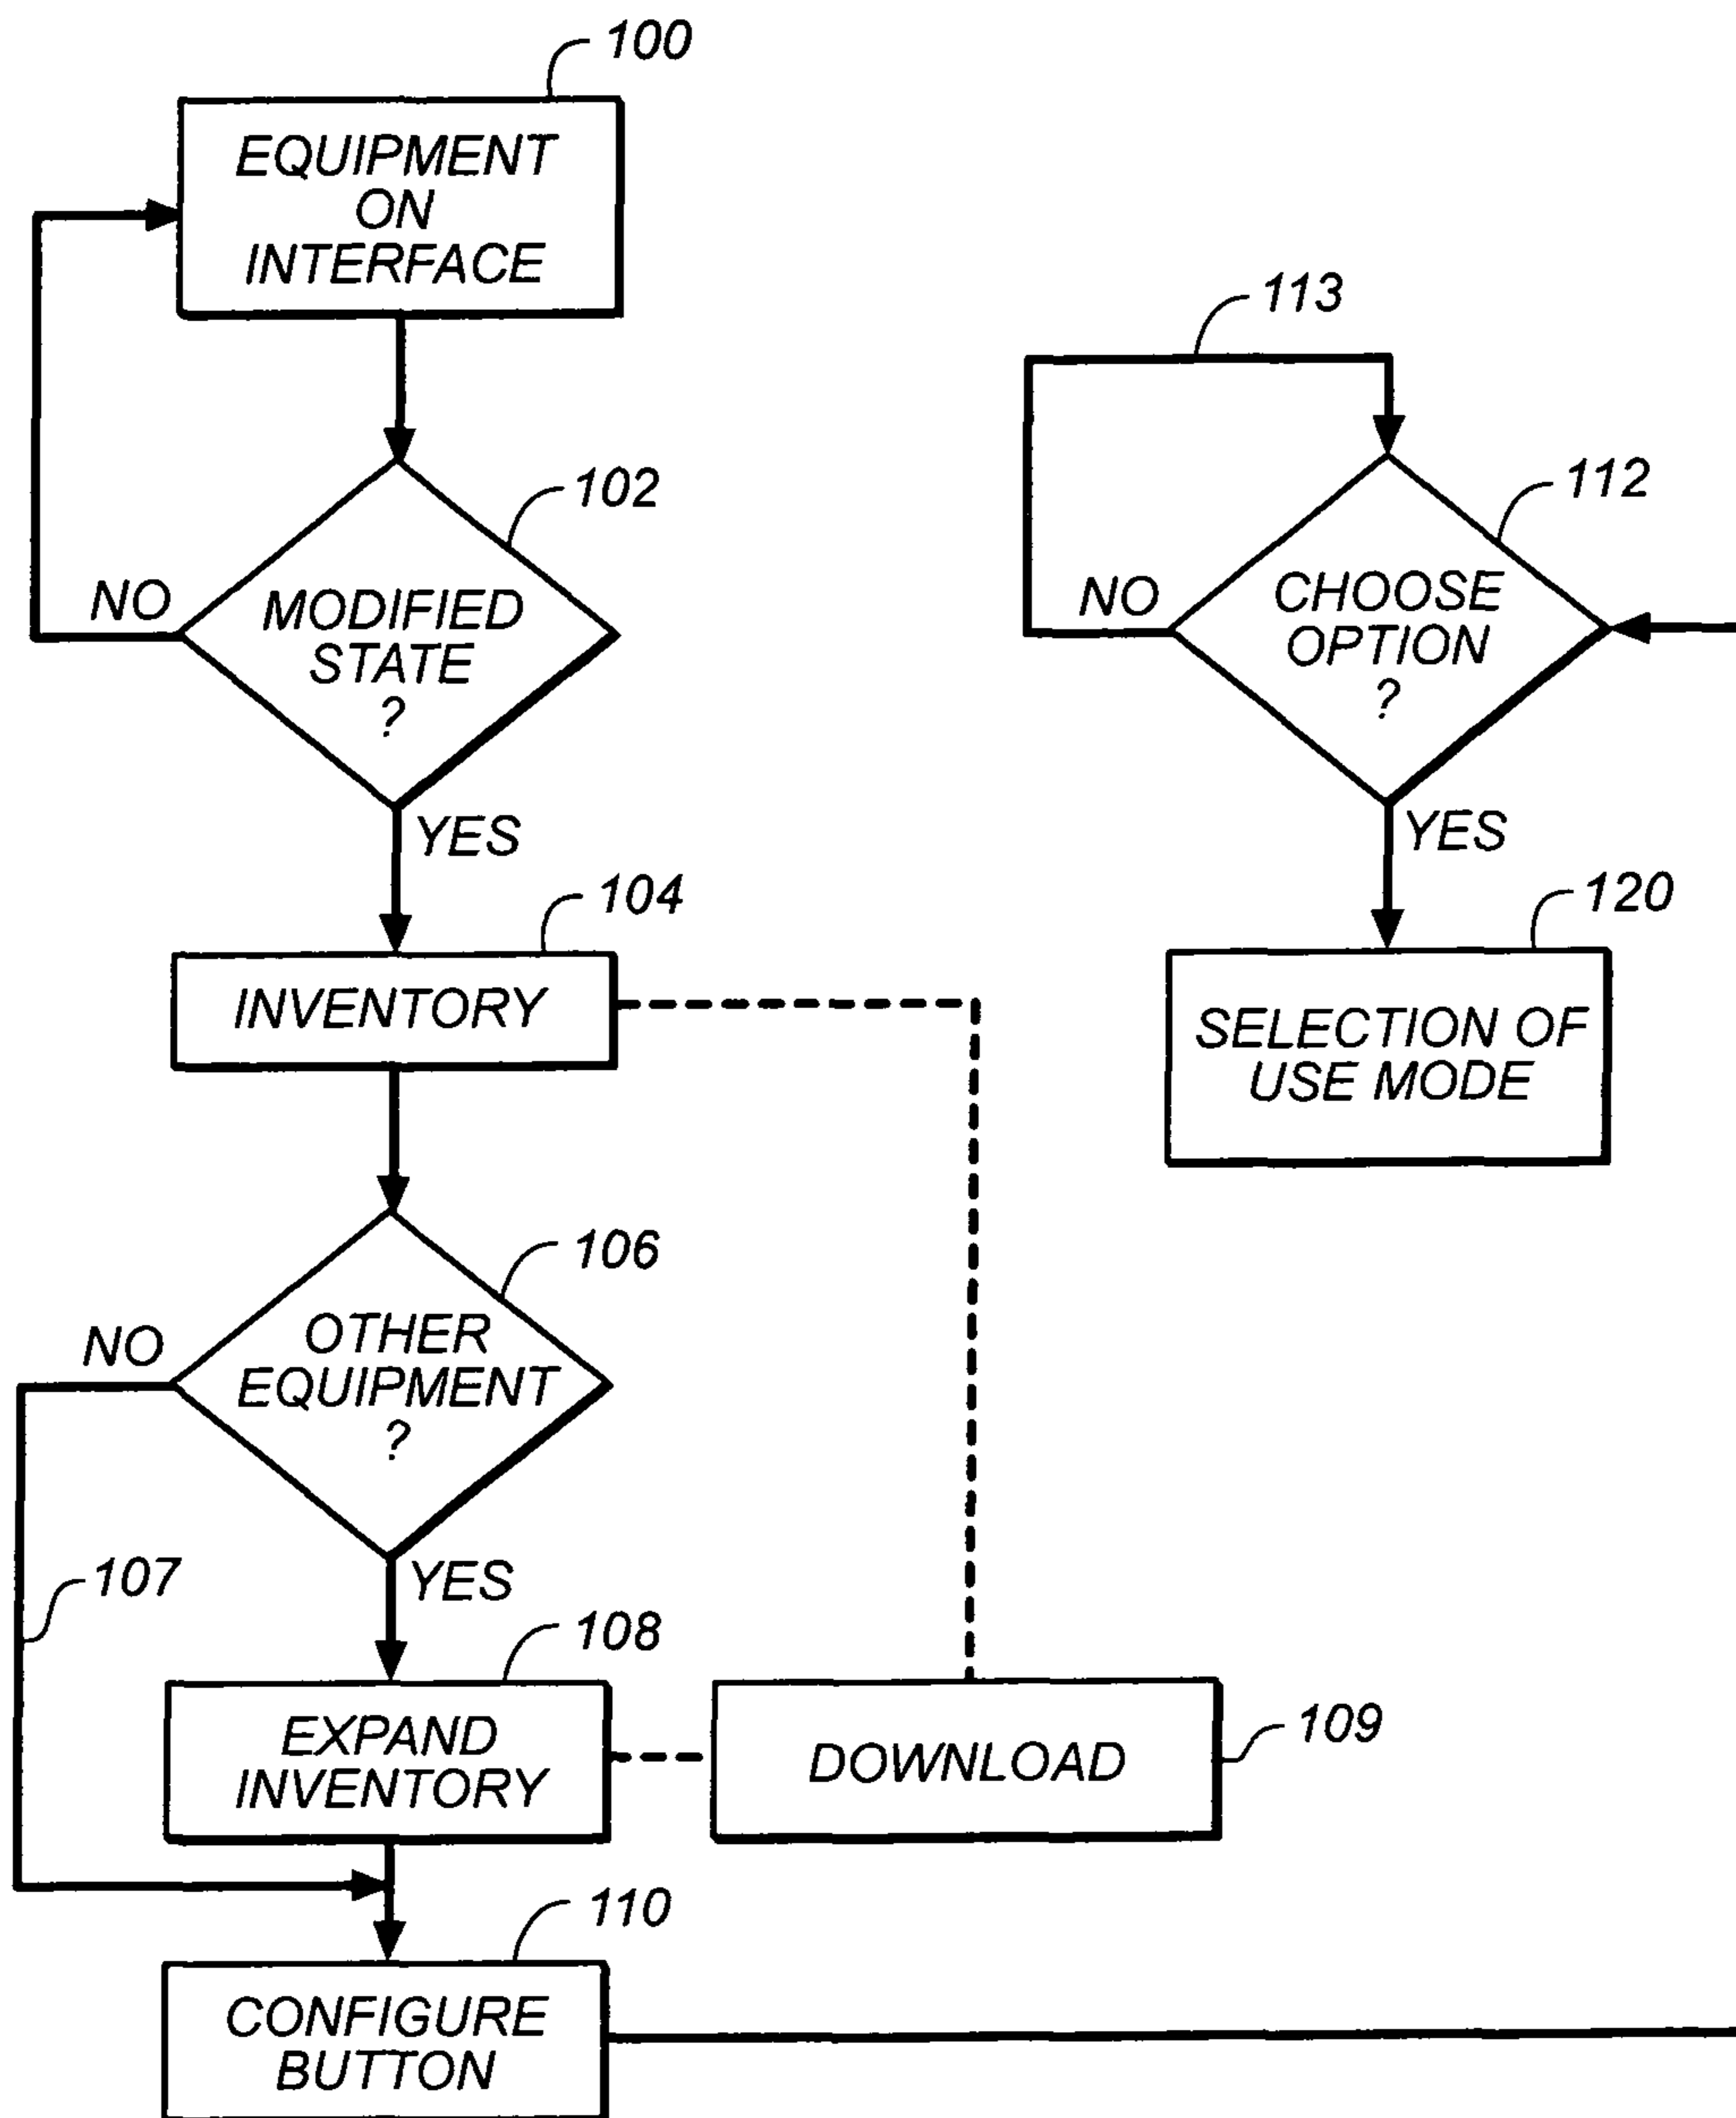 100
EQUIPMENT
ON
INTERFACE
102
NO
MODIFIED
STATE
?
YES
104
INVENTORY
106
NO
OTHER
EQUIPMENT
?
YES
107
108
EXPAND
INVENTORY
109
DOWNLOAD
110
CONFIGURE
BUTTON
113
112
NO
CHOOSE
OPTION
?
YES
120
SELECTION OF
USE MODE